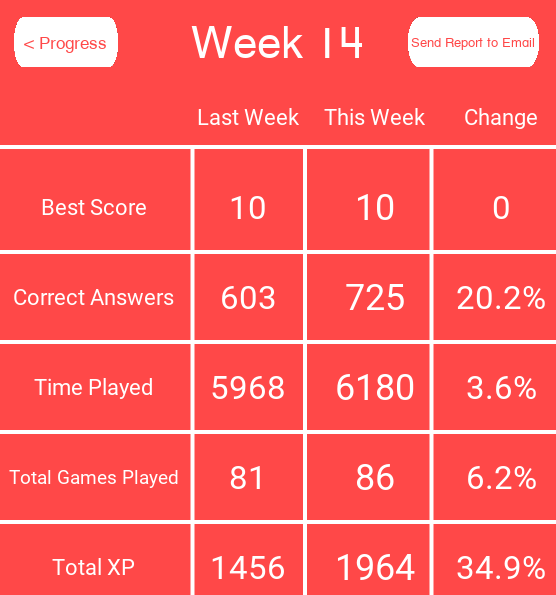 < Progress Week 14 Send Report to Email
Last Week This Week Change
Best Score 10 10 0
Correct Answers 603 725 20.2%
Time Played 5968 6180 3.6%
Total Games Played 81 86 6.2%
Total XP 1456 1964 34.9%